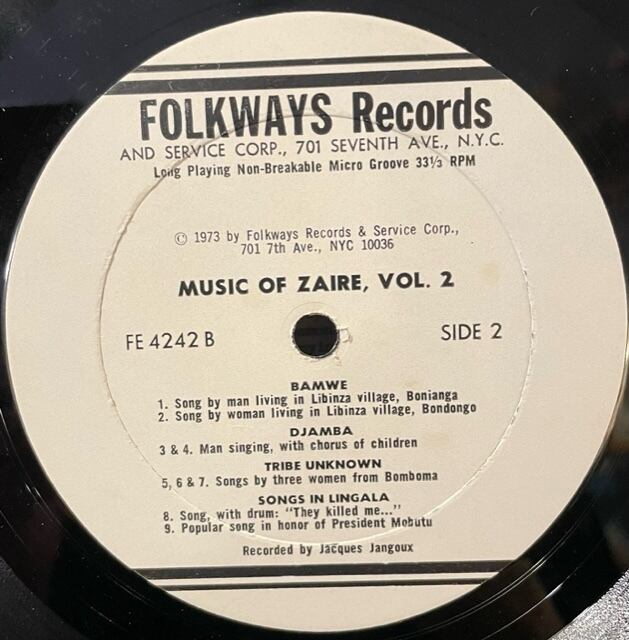 FOLKWAYS Records
AND SERVICE CORP., 701 SEVENTH AVE., N.Y.C.
Long Playing Non-Breakable Micro Groove 33⅓ RPM
© 1973 by Folkways Records & Service Corp.,
701 7th Ave., NYC 10036
MUSIC OF ZAIRE, VOL. 2
FE 4242 B
SIDE 2
BAMWE
1. Song by man living in Libinza village, Bonianga
2. Song by woman living in Libinza village, Bondongo
DJAMBA
3 & 4. Man singing, with chorus of children
TRIBE UNKNOWN
5, 6 & 7. Songs by three women from Bomboma
SONGS IN LINGALA
8. Song, with drum: "They killed me..."
9. Popular song in honor of President Mobutu
Recorded by Jacques Jangoux